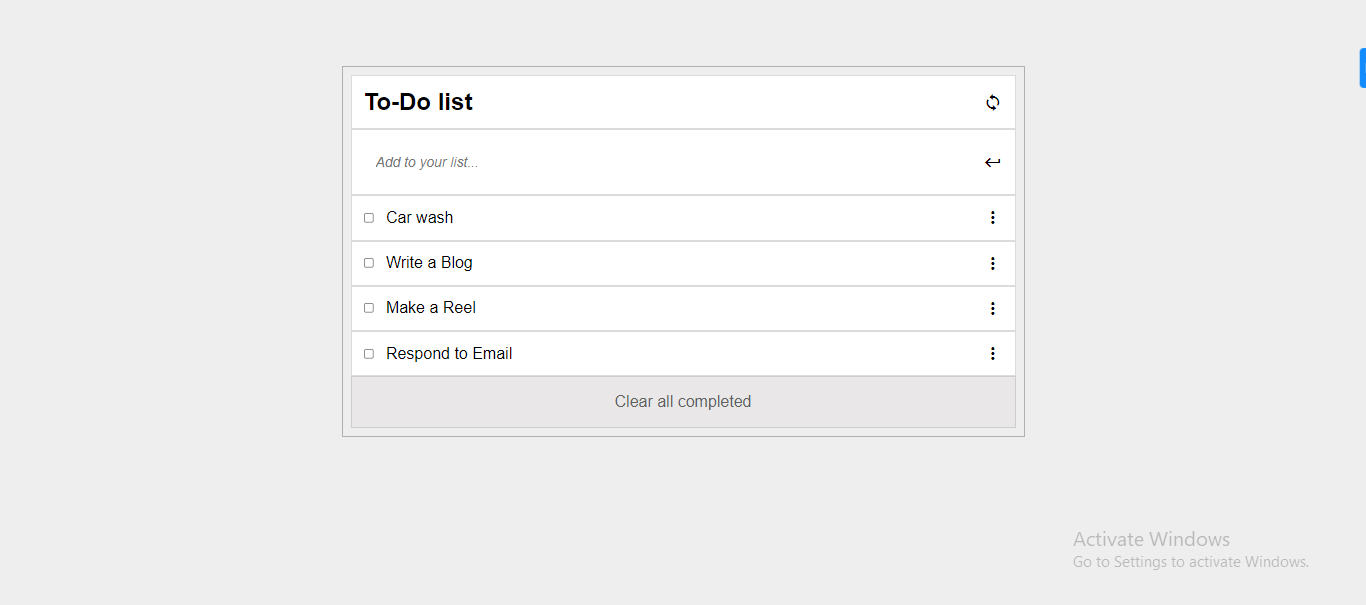 To-Do list
Add to your list...
Car wash
Write a Blog
Make a Reel
Respond to Email
Clear all completed
Activate Windows
Go to Settings to activate Windows.